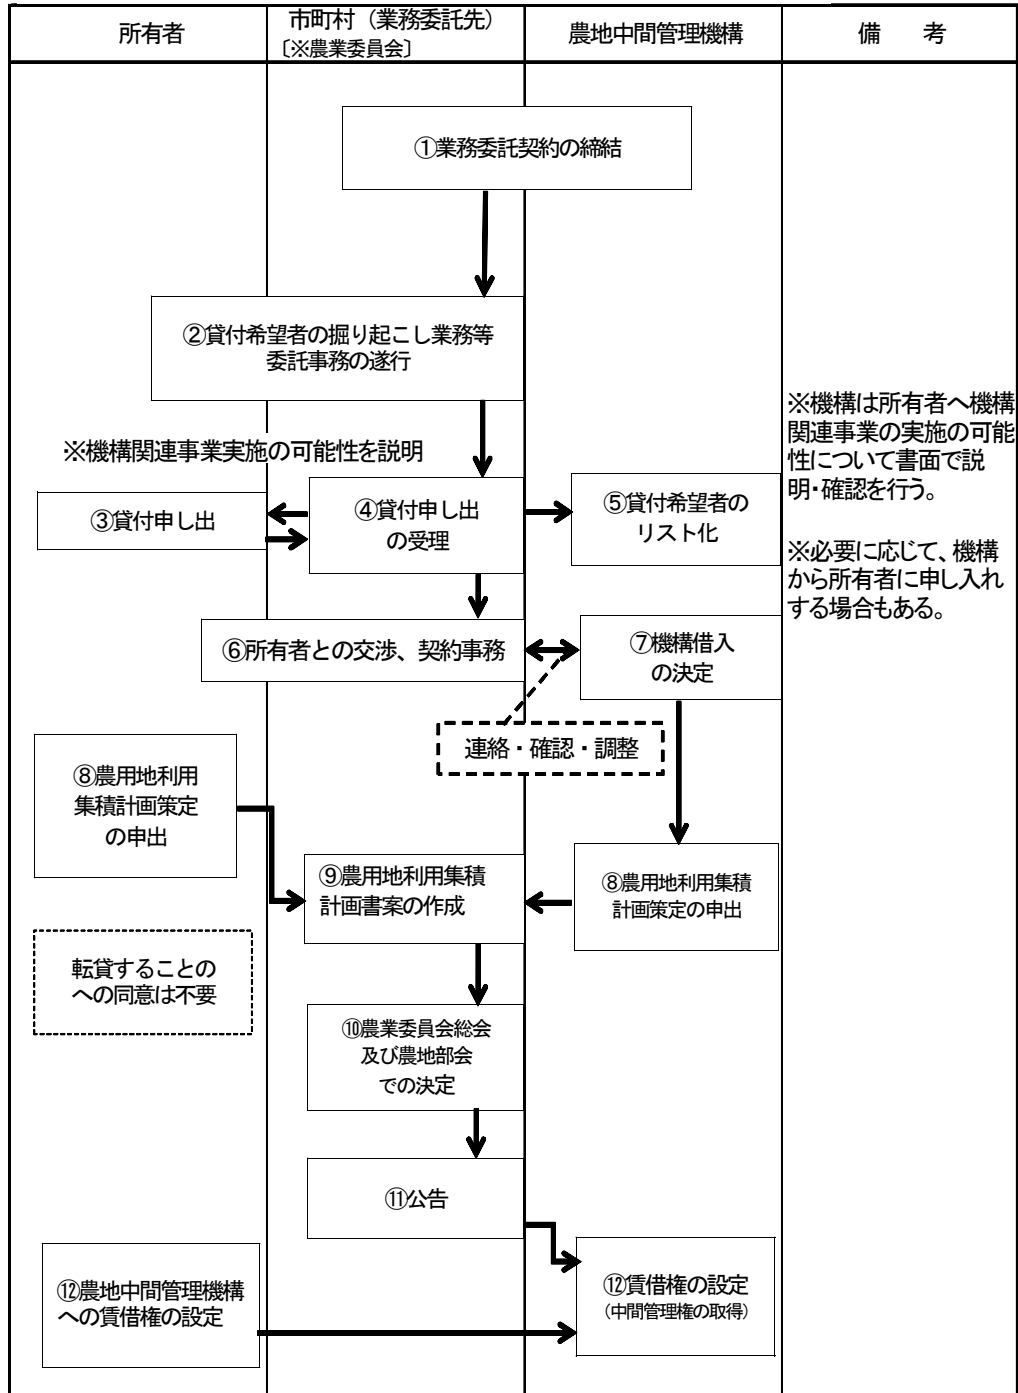 所有者
市町村（業務委託先）
〔※農業委員会〕
農地中間管理機構
備　考
①業務委託契約の締結
②貸付希望者の掘り起こし業務等
委託事務の遂行
※機構関連事業実施の可能性を説明
③貸付申し出
④貸付申し出
の受理
⑤貸付希望者の
リスト化
※機構は所有者へ機構
関連事業の実施の可能
性について書面で説
明・確認を行う。
※必要に応じて、機構
から所有者に申し入れ
する場合もある。
⑥所有者との交渉、契約事務
⑦機構借入
の決定
連絡・確認・調整
⑧農用地利用
集積計画策定
の申出
⑨農用地利用集積
計画書案の作成
⑧農用地利用集積
計画策定の申出
転貸することの
への同意は不要
⑩農業委員会総会
及び農地部会
での決定
⑪公告
⑫農地中間管理機構
への賃借権の設定
⑫賃借権の設定
（中間管理権の取得）